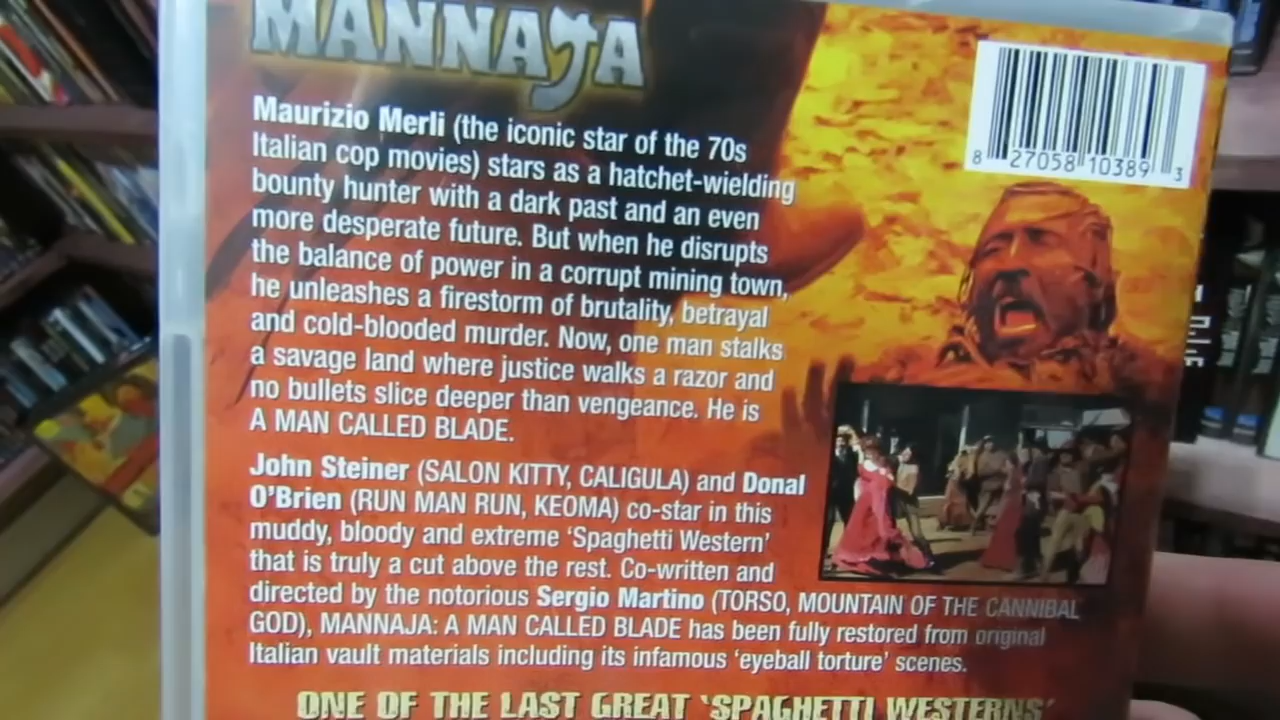 MANNAJA
8 27058 10389 3
Maurizio Merli (the iconic star of the 70s
Italian cop movies) stars as a hatchet-wielding
bounty hunter with a dark past and an even
more desperate future. But when he disrupts
the balance of power in a corrupt mining town,
he unleashes a firestorm of brutality, betrayal
and cold-blooded murder. Now, one man stalks
a savage land where justice walks a razor and
no bullets slice deeper than vengeance. He is
A MAN CALLED BLADE.
John Steiner (SALON KITTY, CALIGULA) and Donal
O'Brien (RUN MAN RUN, KEOMA) co-star in this
muddy, bloody and extreme 'Spaghetti Western'
that is truly a cut above the rest. Co-written and
directed by the notorious Sergio Martino (TORSO, MOUNTAIN OF THE CANNIBAL
GOD), MANNAJA: A MAN CALLED BLADE has been fully restored from original
Italian vault materials including its infamous 'eyeball torture' scenes.
ONE OF THE LAST GREAT 'SPAGHETTI WESTERNS'